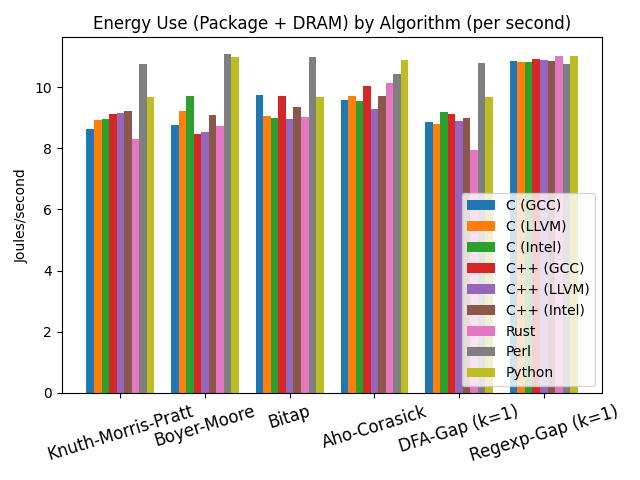 Energy Use (Package + DRAM) by Algorithm (per second)
Joules/second
10
8
6
4
2
0
C (GCC)
C (LLVM)
C (Intel)
C++ (GCC)
C++ (LLVM)
C++ (Intel)
Rust
Perl
Python
Knuth-Morris-Pratt
Boyer-Moore
Bitap
Aho-Corasick
DFA-Gap (k=1)
Regexp-Gap (k=1)